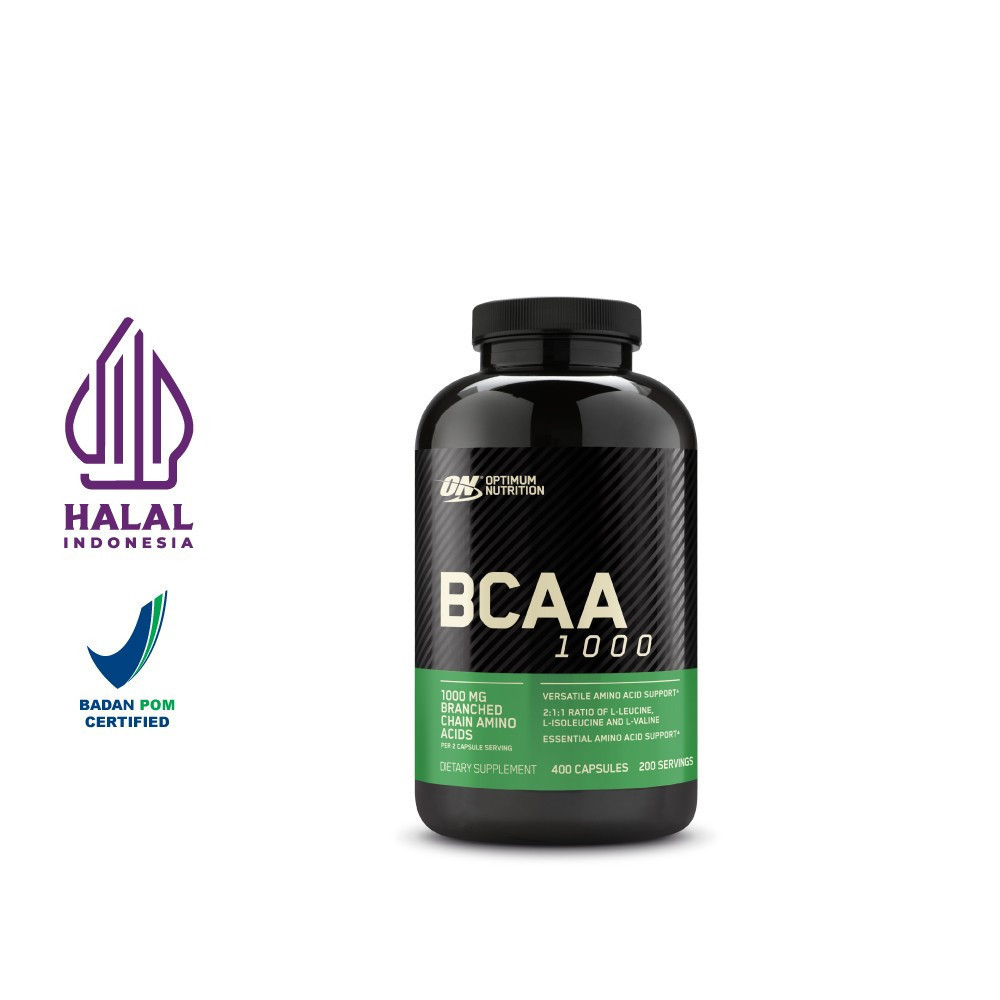 HALAL
INDONESIA
BADAN POM
CERTIFIED
ON® OPTIMUM
NUTRITION
BCAA
1000
1000 MG
BRANCHED
CHAIN AMINO
ACIDS
PER 2 CAPSULE SERVING
VERSATILE AMINO ACID SUPPORT*
2:1:1 RATIO OF L-LEUCINE,
L-ISOLEUCINE AND L-VALINE
ESSENTIAL AMINO ACID SUPPORT*
DIETARY SUPPLEMENT 400 CAPSULES 200 SERVINGS